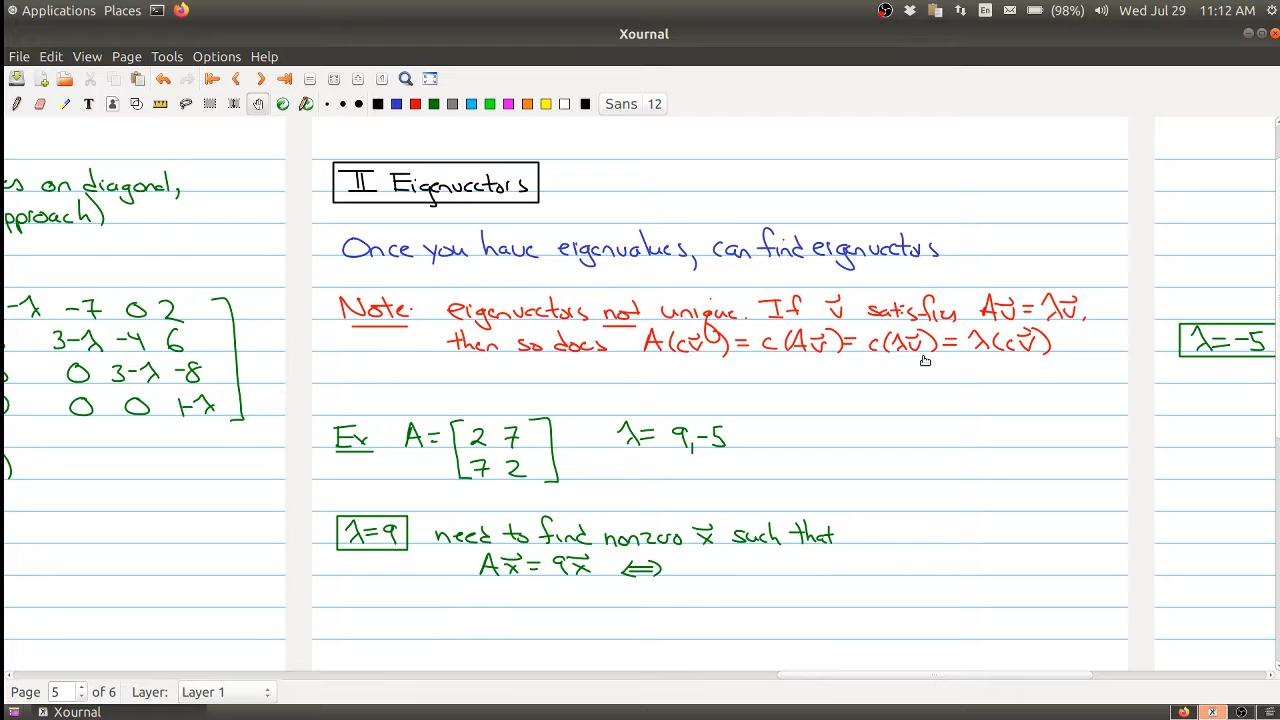 Applications Places
En
(98%)
Wed Jul 29
11:12 AM
Xournal
File Edit View Page Tools Options Help
Sans 12
es on diagonal,
pproach)
-λ -7 0 2
3-λ -4 6
0 3-λ -8
0 0 1-λ
II Eigenvectors
Once you have eigenvalues, can find eigenvectors
Note: eigenvectors not unique. If v⃗ satisfies Av⃗ = λv⃗,
then so does A(cv⃗) = c(Av⃗) = c(λv⃗) = λ(cv⃗)
Ex A = [2 7
7 2] λ = 9, -5
λ=9 need to find nonzero x⃗ such that
Ax⃗ = 9x⃗ ⟺
λ=-5
Page 5 of 6 Layer: Layer 1
Xournal